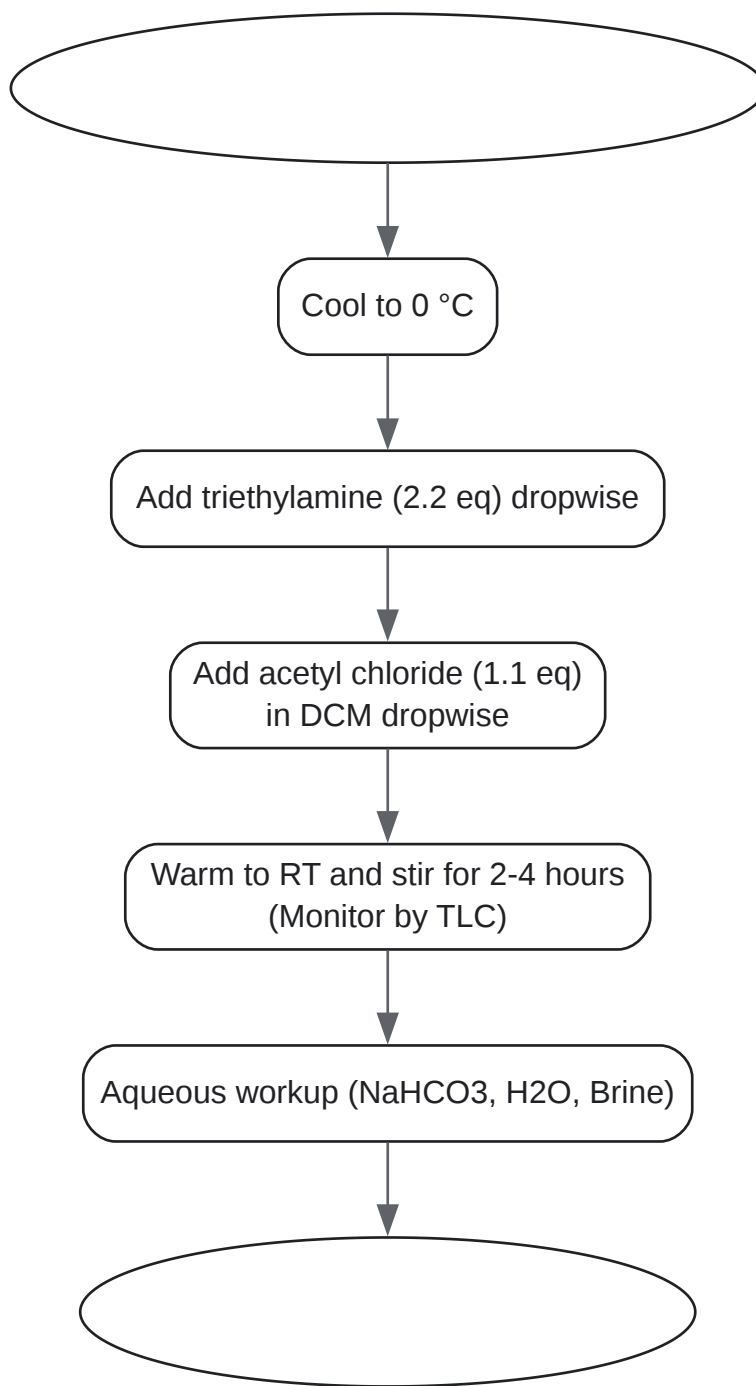 Cool to 0 °C
Add triethylamine (2.2 eq) dropwise
Add acetyl chloride (1.1 eq)
in DCM dropwise
Warm to RT and stir for 2-4 hours
(Monitor by TLC)
Aqueous workup (NaHCO3, H2O, Brine)